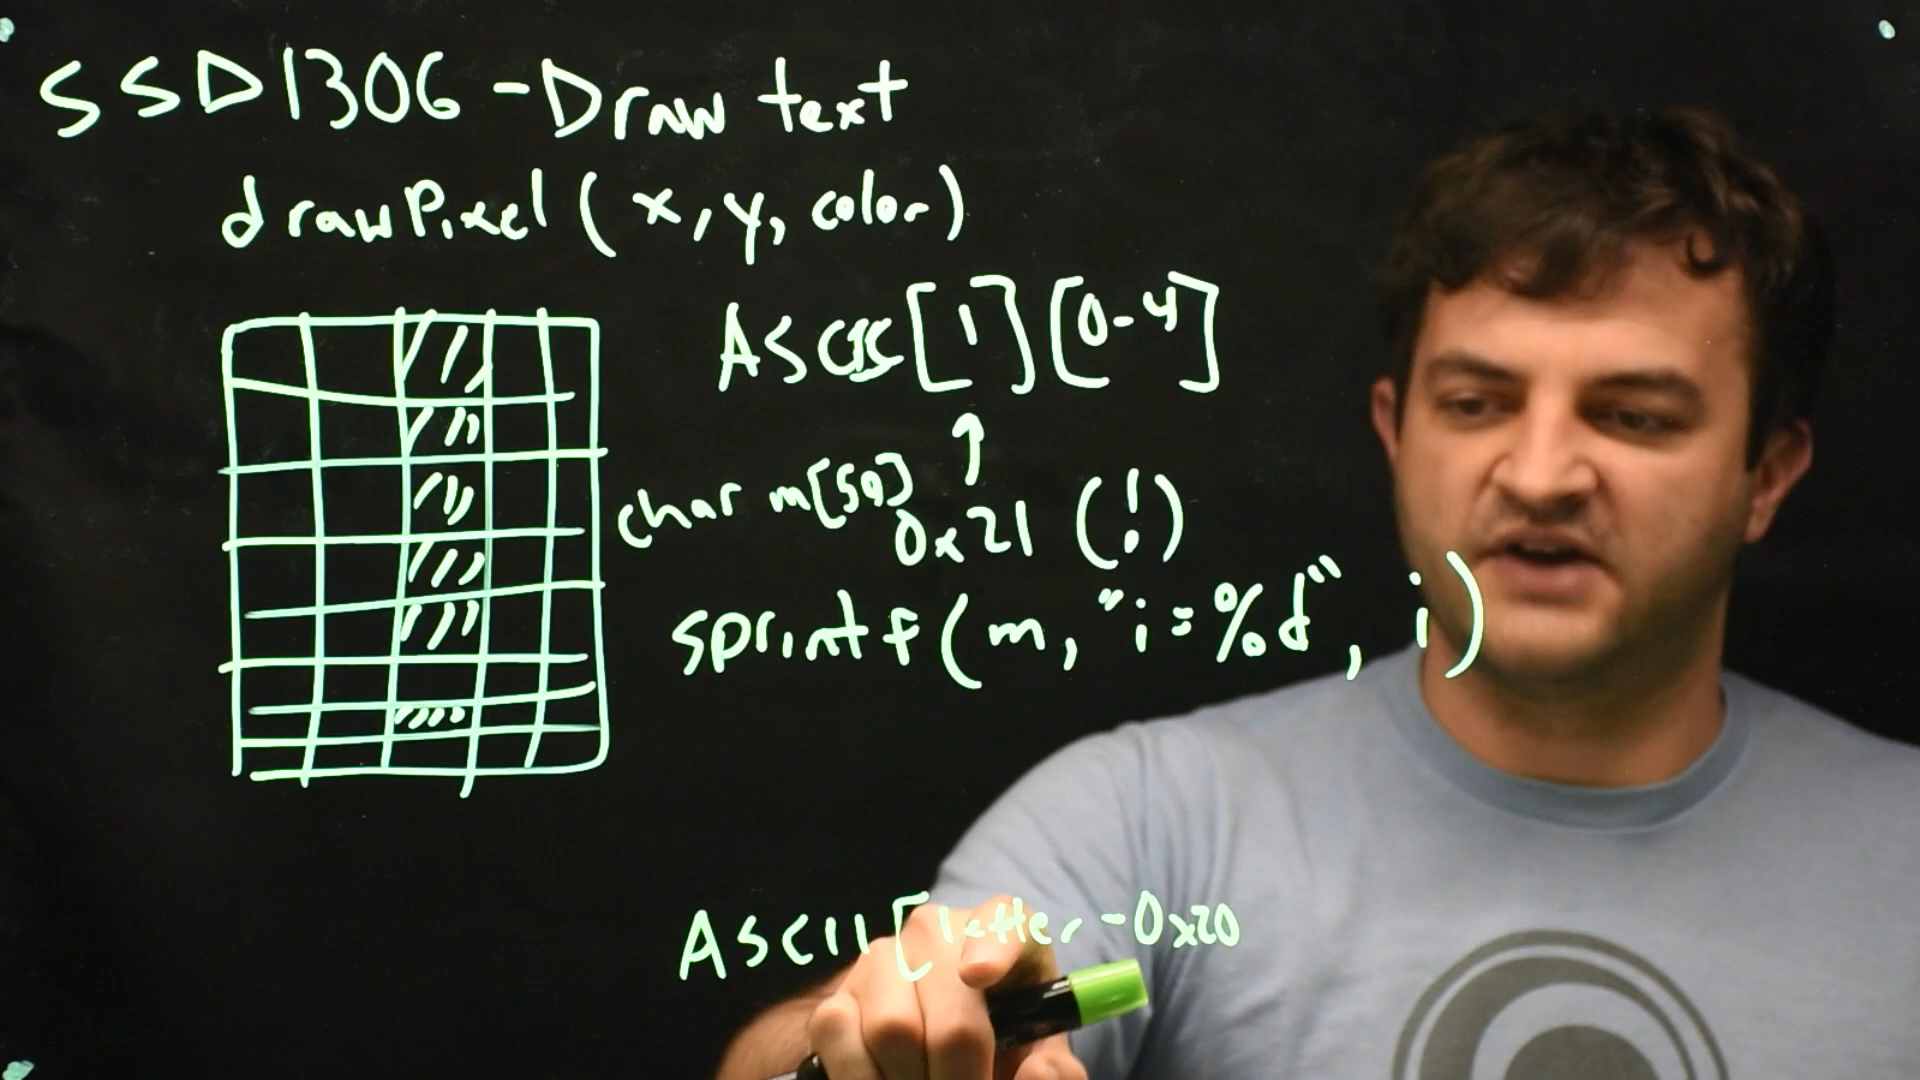 SSD1306 - Draw text
drawPixel(x,y,color)
ASCII[1][0-4]
char m[50]
0x21 (!)
sprintf(m, "i=%d", i)
ASCII[letter-0x20